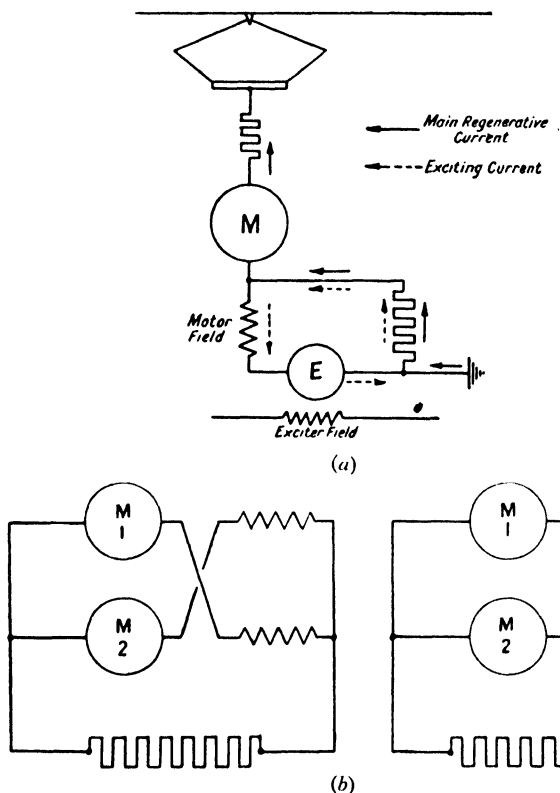 Main Regenerative
Current
Exciting Current
M
Motor
Field
E
Exciter Field
(a)
M
1
M
1
M
2
M
2
(b)